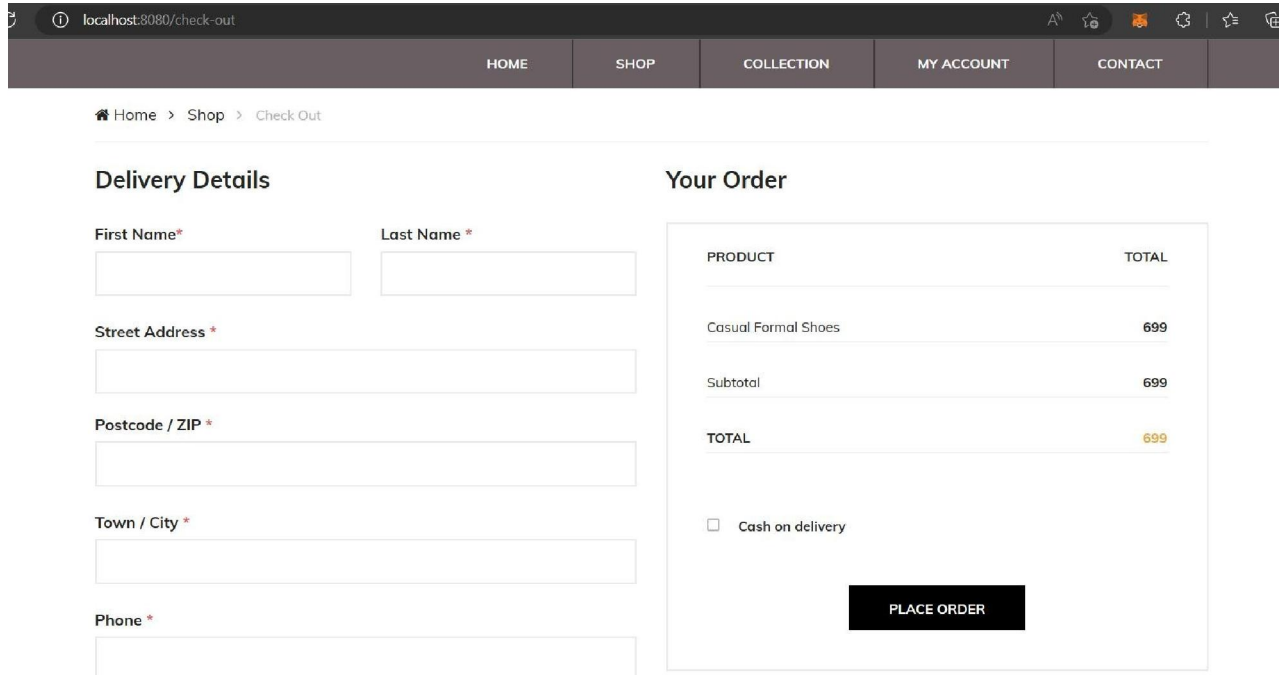 localhost:8080/check-out
HOME SHOP COLLECTION MY ACCOUNT CONTACT
Home > Shop > Check Out
Delivery Details
First Name* Last Name *
Street Address *
Postcode / ZIP *
Town / City *
Phone *
Your Order
PRODUCT TOTAL
Casual Formal Shoes 699
Subtotal 699
TOTAL 699
Cash on delivery
PLACE ORDER